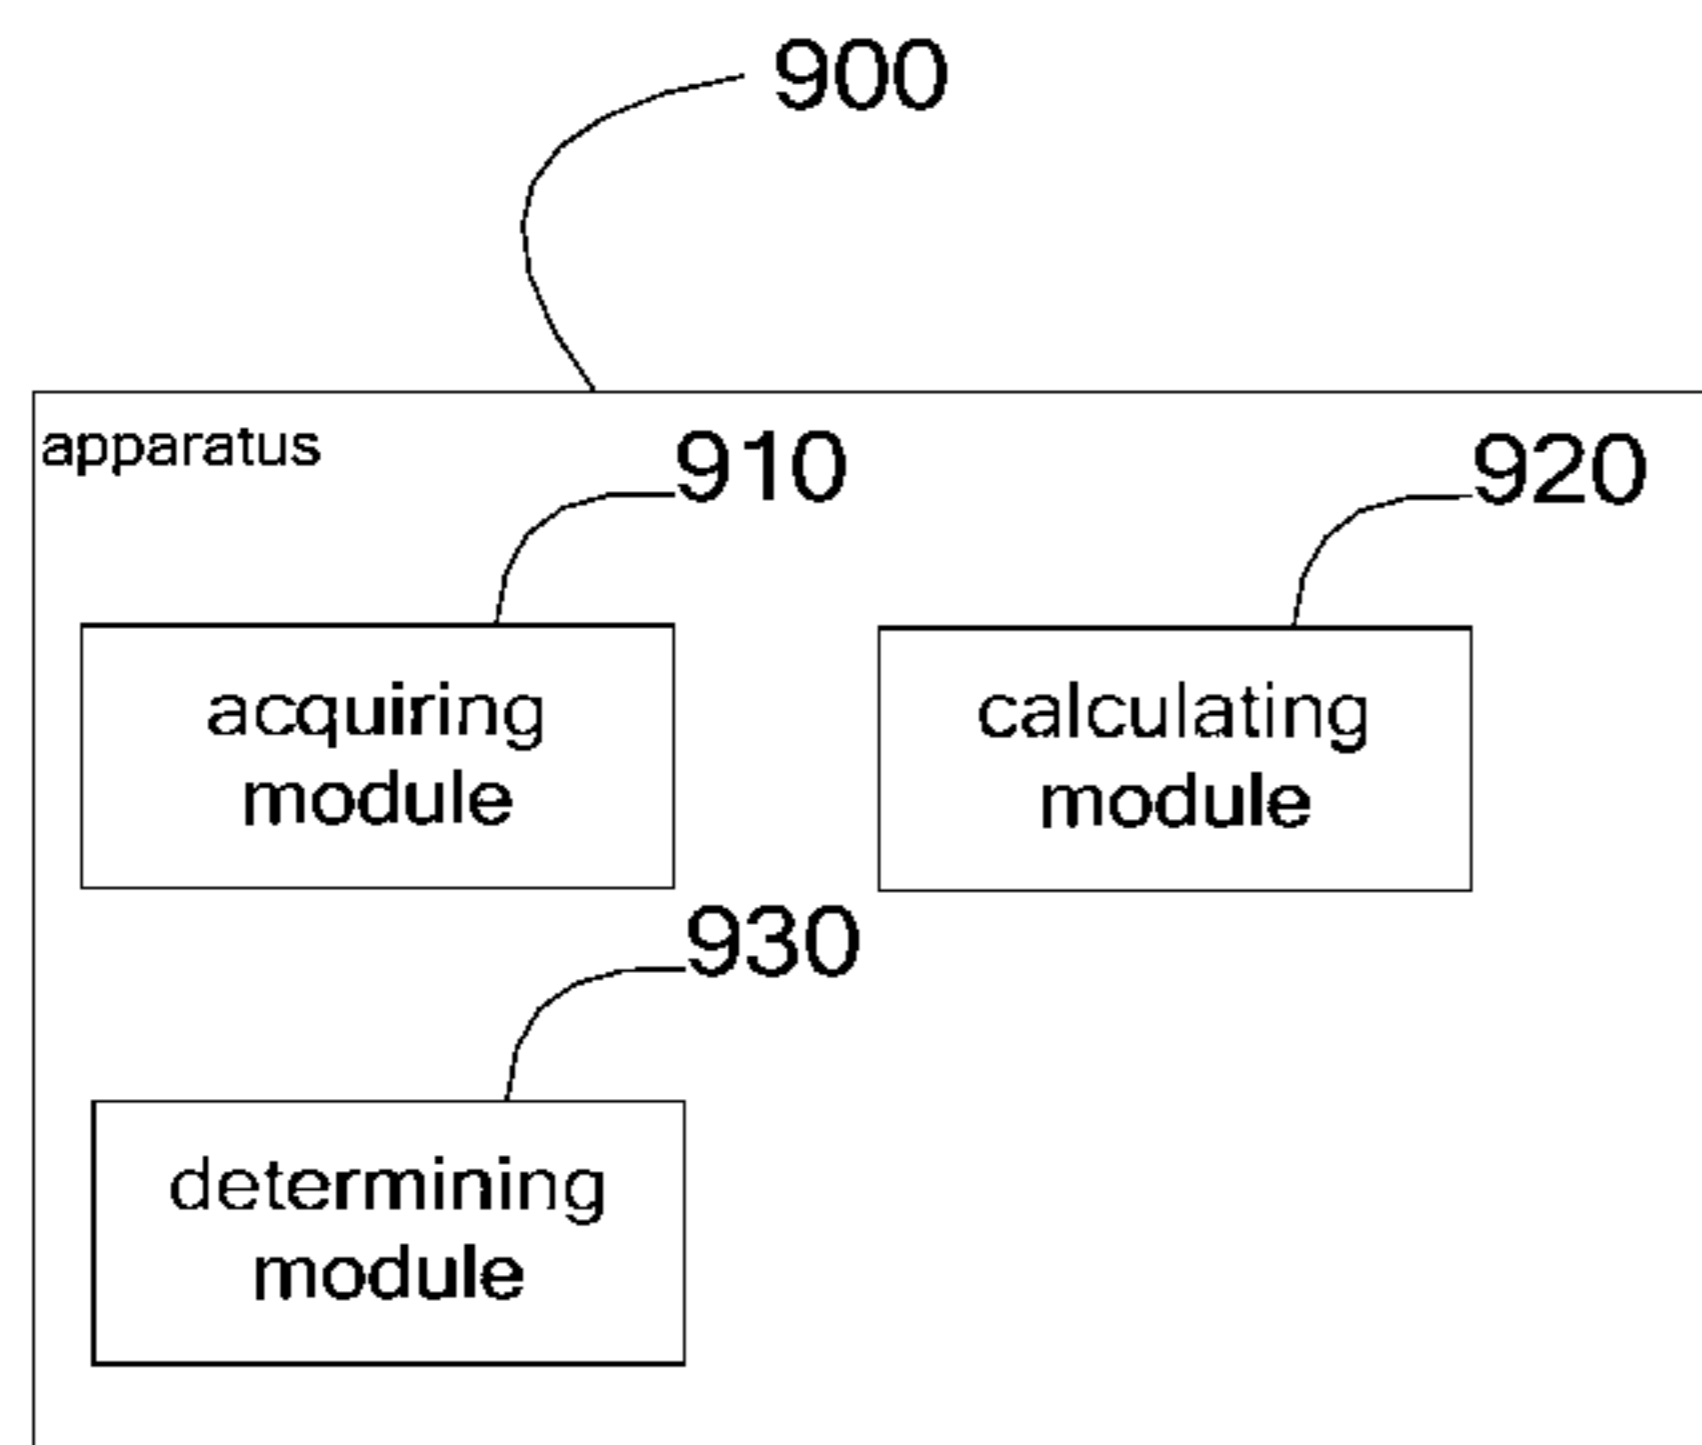 900
apparatus
910
920
acquiring
module
calculating
module
930
determining
module